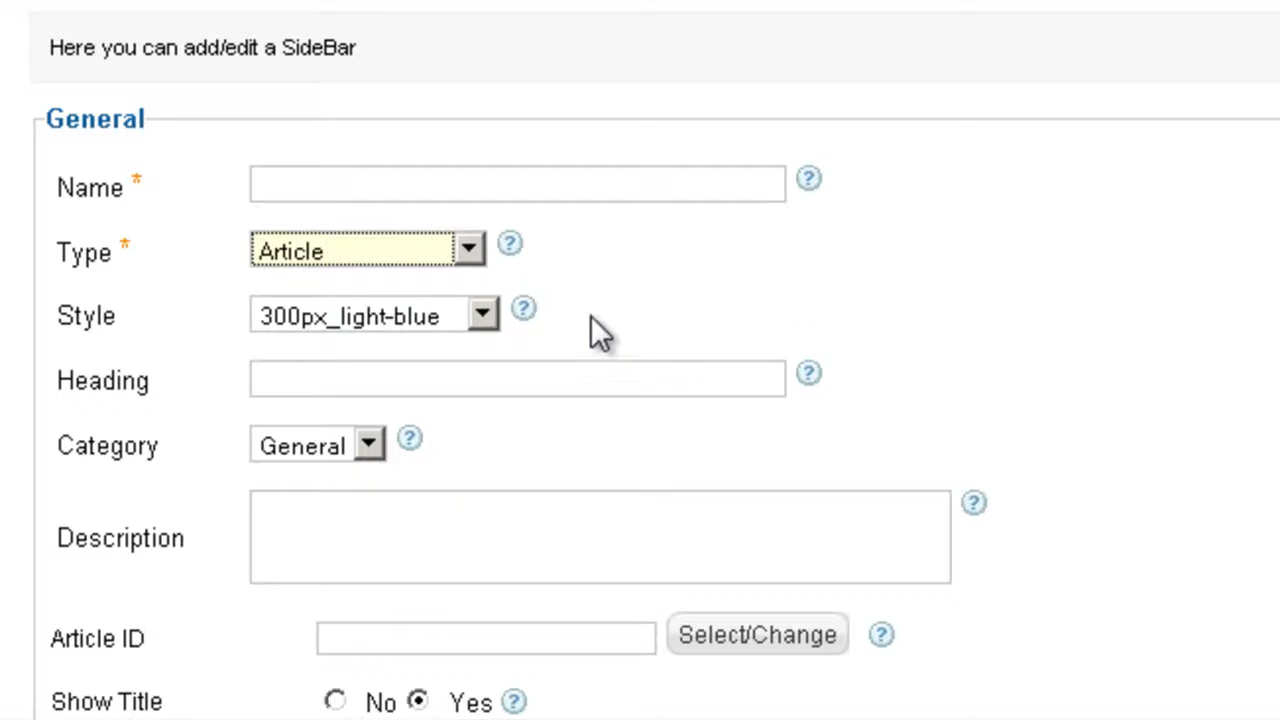 Here you can add/edit a SideBar
General
Name *
Type * Article
Style 300px_light-blue
Heading
Category General
Description
Article ID Select/Change
Show Title No Yes